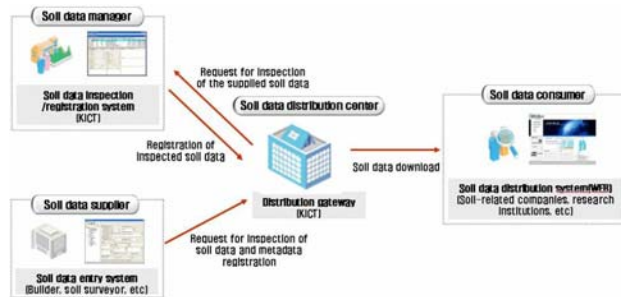 Soil data manager
Soil data inspection
/registration system
(KICT)
Request for inspection
of the supplied soil data
Soil data distribution center
Registration of
inspected soil data
Distribution gateway
(KICT)
Soil data consumer
Soil data download
Soil data distribution system(WEB)
(Soil-related companies, research
institutions, etc)
Soil data supplier
Soil data entry system
(Builder, soil surveyor, etc)
Request for inspection of
soil data and metadata
registration